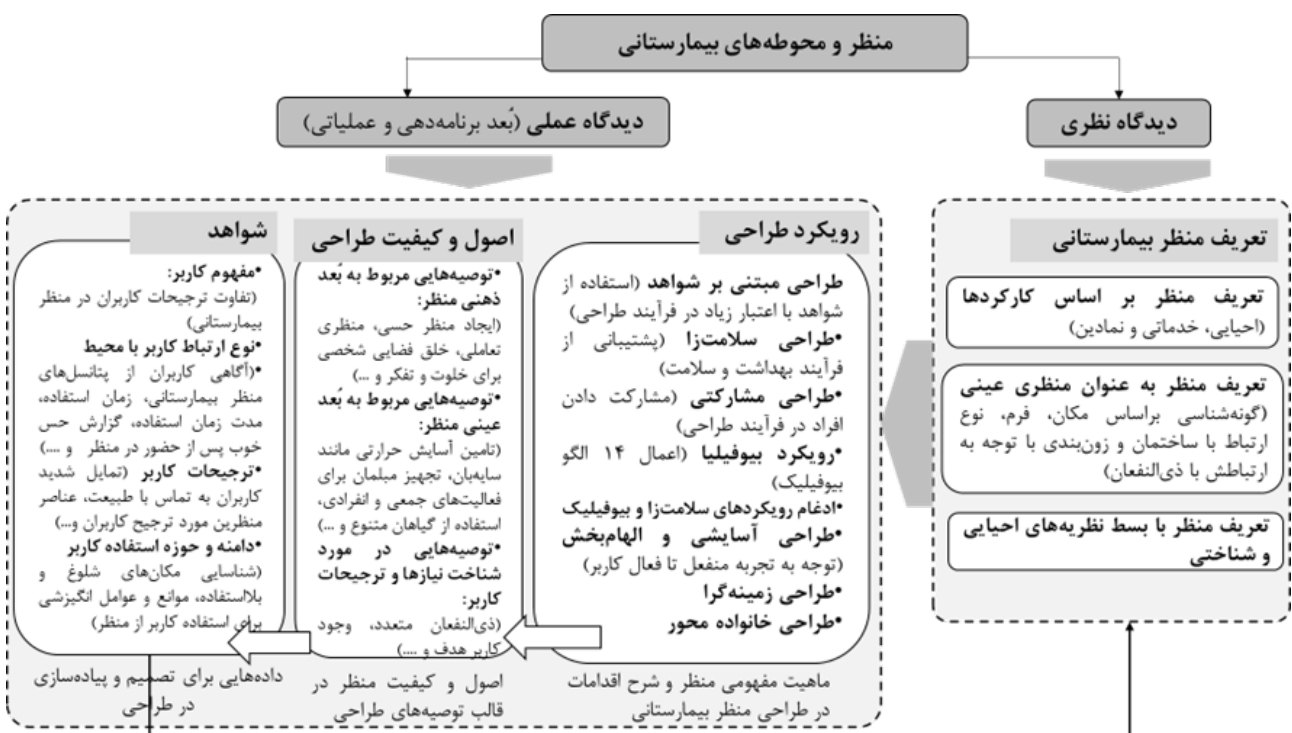 منظر و محوطه‌های بیمارستانی
دیدگاه نظری
دیدگاه عملی (بُعد برنامه‌دهی و عملیاتی)
تعریف منظر بیمارستانی
تعریف منظر بر اساس کارکردها
(احیایی، خدماتی و نمادین)
تعریف منظر به عنوان منظری عینی
(گونه‌شناسی براساس مکان، فرم، نوع
ارتباط با ساختمان و زون‌بندی با توجه به
ارتباطش با ذی‌النفعان)
تعریف منظر با بسط نظریه‌های احیایی
و شناختی
رویکرد طراحی
طراحی مبتنی بر شواهد (استفاده از
شواهد با اعتبار زیاد در فرآیند طراحی)
•طراحی سلامت‌زا (پشتیبانی از
فرآیند بهداشت و سلامت)
•طراحی مشارکتی (مشارکت دادن
افراد در فرآیند طراحی)
•رویکرد بیوفیلیا (اعمال ۱۴ الگو
بیوفیلیک)
•ادغام رویکردهای سلامت‌زا و بیوفیلیک
•طراحی آسایشی و الهام‌بخش
(توجه به تجربه منفعل تا فعال کاربر)
•طراحی زمینه‌گرا
•طراحی خانواده محور
ماهیت مفهومی منظر و شرح اقدامات
در طراحی منظر بیمارستانی
اصول و کیفیت طراحی
•توصیه‌هایی مربوط به بُعد
ذهنی منظر:
(ایجاد منظر حسی، منظری
تعاملی، خلق فضایی شخصی
برای خلوت و تفکر و ...)
•توصیه‌هایی مربوط به بُعد
عینی منظر:
(تامین آسایش حرارتی مانند
سایه‌بان، تجهیز مبلمان برای
فعالیت‌های جمعی و انفرادی،
استفاده از گیاهان متنوع و ...)
•توصیه‌هایی در مورد
شناخت نیازها و ترجیحات
کاربر:
(ذی‌النفعان متعدد، وجود
کاربر هدف و ....)
اصول و کیفیت منظر در
قالب توصیه‌های طراحی
شواهد
•مفهوم کاربر:
(تفاوت ترجیحات کاربران در منظر
بیمارستانی)
•نوع ارتباط کاربر با محیط
•(آگاهی کاربران از پتانسل‌های
منظر بیمارستانی، زمان استفاده،
مدت زمان استفاده، گزارش حس
خوب پس از حضور در منظر و ....)
•ترجیحات کاربر (تمایل شدید
کاربران به تماس با طبیعت، عناصر
منظرین مورد ترجیح کاربران و...)
•دامنه و حوزه استفاده کاربر
(شناسایی مکان‌های شلوغ و
بلااستفاده، موانع و عوامل انگیزشی
برای استفاده کاربر از منظر)
داده‌هایی برای تصمیم و پیاده‌سازی
در طراحی